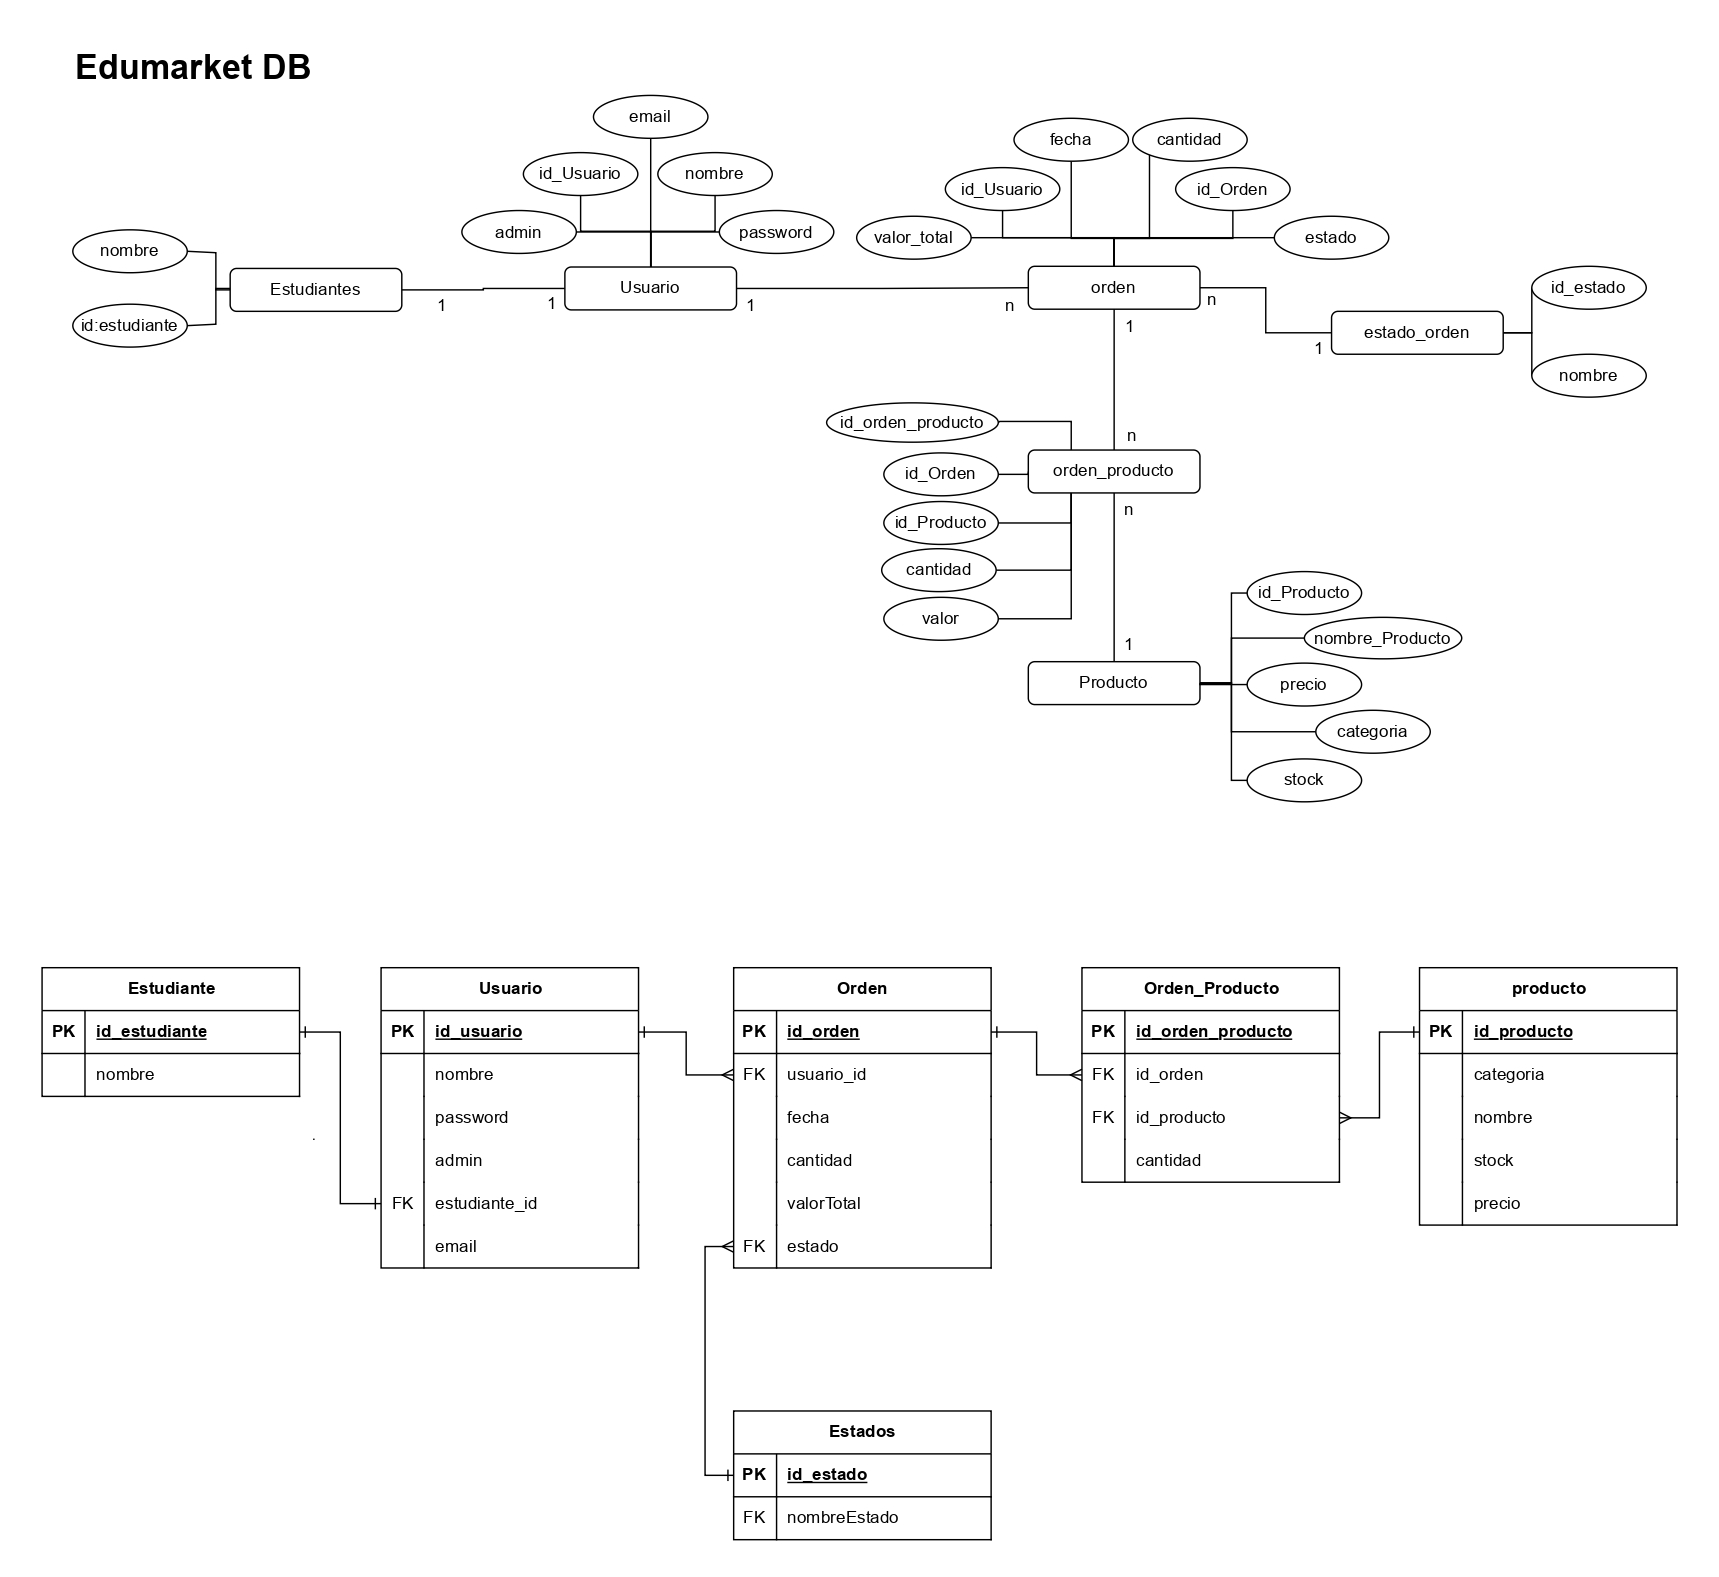 Edumarket DB
email
fecha
cantidad
id_Usuario
nombre
id_Usuario
id_Orden
admin
password
valor_total
estado
nombre
Estudiantes
Usuario
orden
id_estado
id:estudiante
1
1
1
n
n
1
estado_orden
1
nombre
id_orden_producto
n
orden_producto
id_Orden
n
id_Producto
cantidad
valor
1
id_Producto
nombre_Producto
Producto
precio
categoria
stock
Estudiante
PK id_estudiante
nombre
Usuario
PK id_usuario
nombre
password
admin
FK estudiante_id
email
Orden
PK id_orden
FK usuario_id
fecha
cantidad
valorTotal
FK estado
Orden_Producto
PK id_orden_producto
FK id_orden
FK id_producto
cantidad
producto
PK id_producto
categoria
nombre
stock
precio
.
Estados
PK id_estado
FK nombreEstado